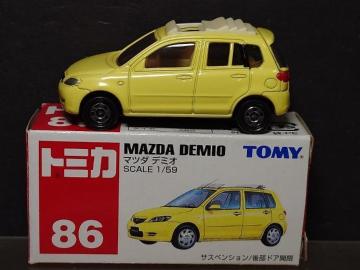 86
トミカ
MAZDA DEMIO
マツダ デミオ
SCALE 1/59
TOMY
86
サスペンション/後部ドア開閉